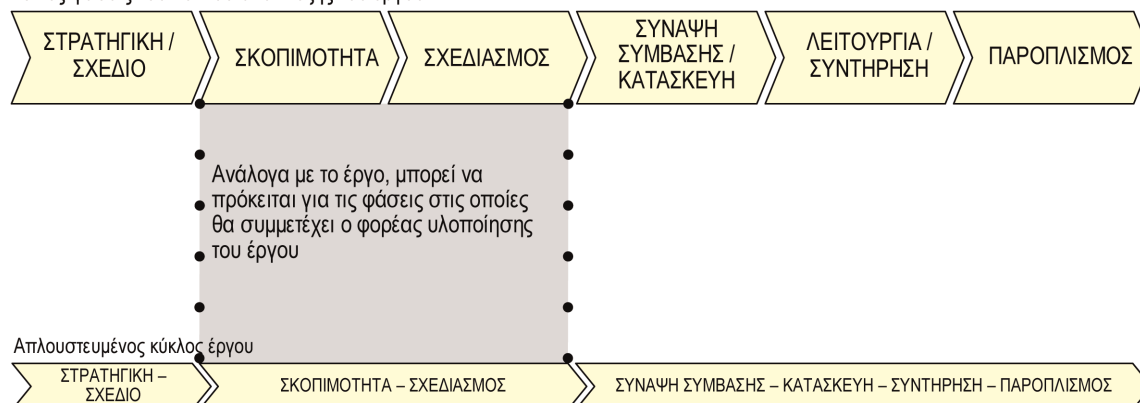 ΣΤΡΑΤΗΓΙΚΗ /
ΣΧΕΔΙΟ
ΣΚΟΠΙΜΟΤΗΤΑ
ΣΧΕΔΙΑΣΜΟΣ
ΣΥΝΑΨΗ
ΣΥΜΒΑΣΗΣ /
ΚΑΤΑΣΚΕΥΗ
ΛΕΙΤΟΥΡΓΙΑ /
ΣΥΝΤΗΡΗΣΗ
ΠΑΡΟΠΛΙΣΜΟΣ
Ανάλογα με το έργο, μπορεί να
πρόκειται για τις φάσεις στις οποίες
θα συμμετέχει ο φορέας υλοποίησης
του έργου
Απλουστευμένος κύκλος έργου
ΣΤΡΑΤΗΓΙΚΗ –
ΣΧΕΔΙΟ
ΣΚΟΠΙΜΟΤΗΤΑ – ΣΧΕΔΙΑΣΜΟΣ
ΣΥΝΑΨΗ ΣΥΜΒΑΣΗΣ – ΚΑΤΑΣΚΕΥΗ – ΣΥΝΤΗΡΗΣΗ – ΠΑΡΟΠΛΙΣΜΟΣ